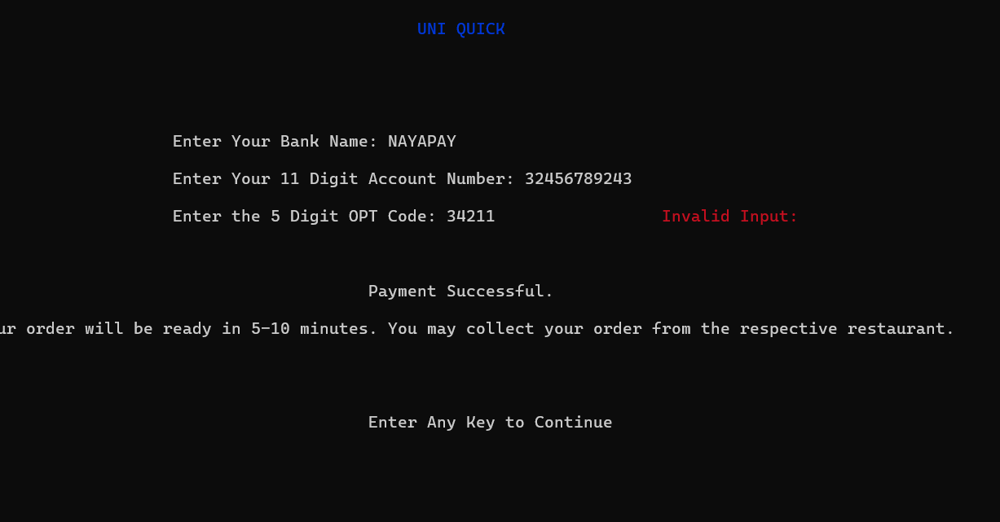 UNI QUICK
Enter Your Bank Name: NAYAPAY
Enter Your 11 Digit Account Number: 32456789243
Enter the 5 Digit OPT Code: 34211 Invalid Input:
Payment Successful.
ur order will be ready in 5-10 minutes. You may collect your order from the respective restaurant.
Enter Any Key to Continue